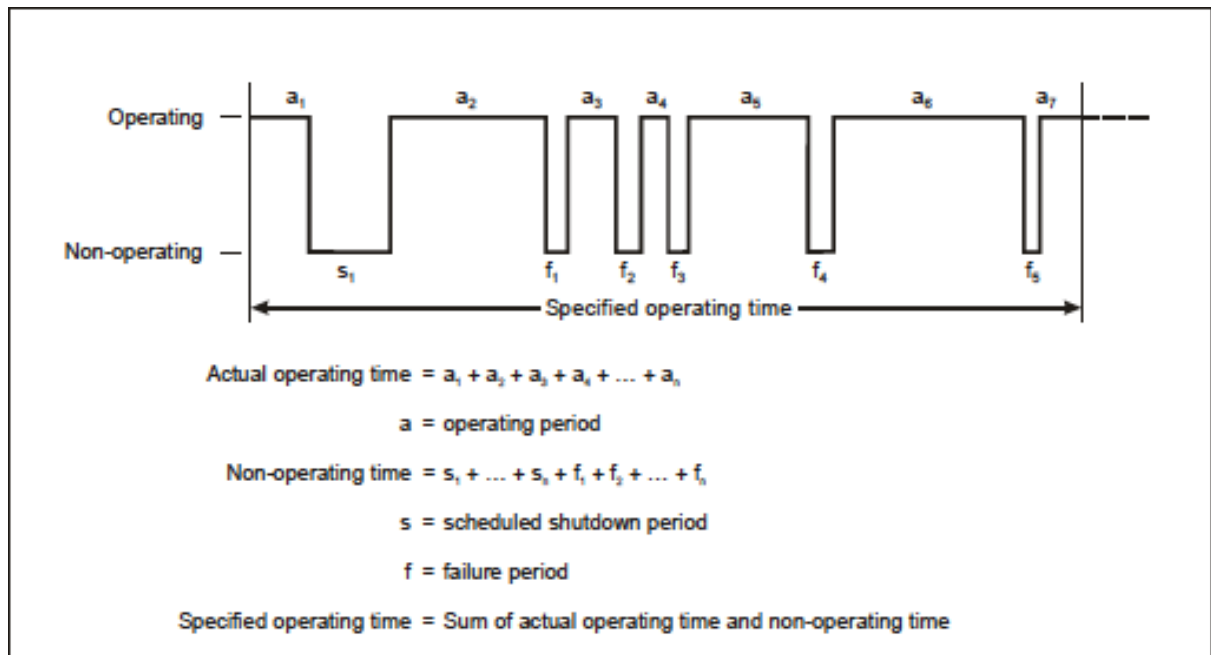 a₁ a₂ a₃ a₄ a₅ a₆ a₇
Operating
Non-operating
s₁ f₁ f₂ f₃ f₄ f₅
Specified operating time
Actual operating time = a₁ + a₂ + a₃ + a₄ + ... + aₙ
a = operating period
Non-operating time = s₁ + ... + sₙ + f₁ + f₂ + ... + fₙ
s = scheduled shutdown period
f = failure period
Specified operating time = Sum of actual operating time and non-operating time